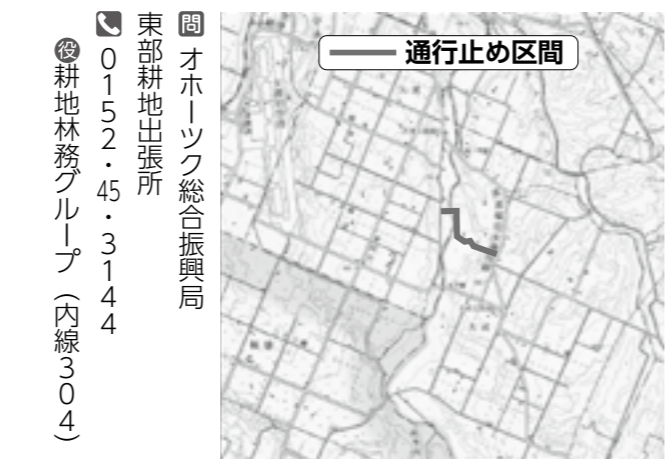 問 オホーツク総合振興局
東部耕地出張所
0152・45・3144
役耕地林務グループ（内線304）
通行止め区間